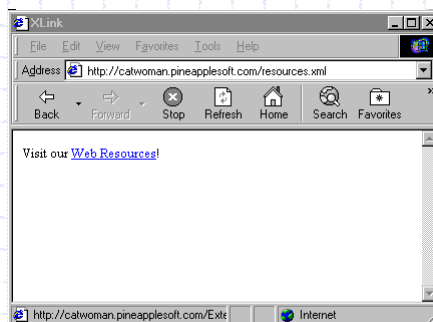 XLink
File Edit View Favorites Tools Help
Address http://catwoman.pineapplesoft.com/resources.xml
Back Forward Stop Refresh Home Search Favorites
Visit our Web Resources!
http://catwoman.pineapplesoft.com/Exte Internet